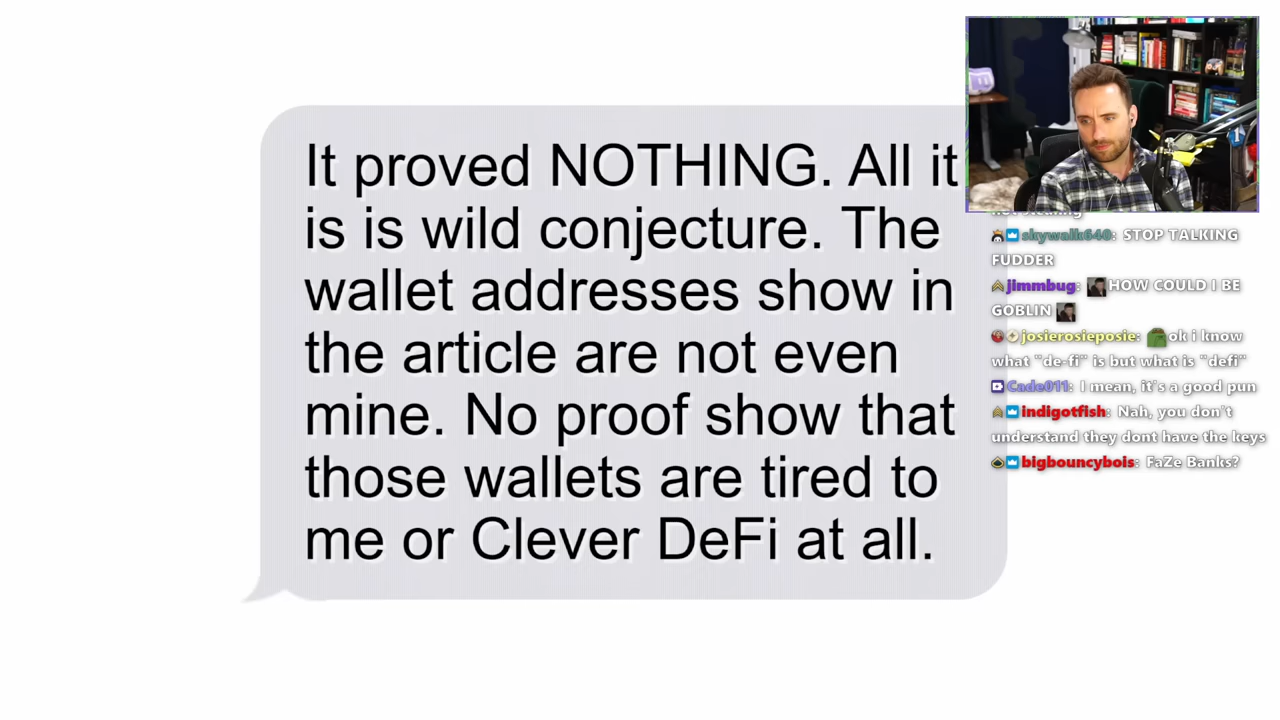 It proved NOTHING. All it
is is wild conjecture. The
wallet addresses show in
the article are not even
mine. No proof show that
those wallets are tired to
me or Clever DeFi at all.
skywalk640: STOP TALKING
FUDDER
jimmbug: HOW COULD I BE
GOBLIN
josierosieposie: ok i know
what "de-fi" is but what is "defi"
Cade011: I mean, it's a good pun
indigotfish: Nah, you don't
understand they dont have the keys
bigbouncybois: FaZe Banks?